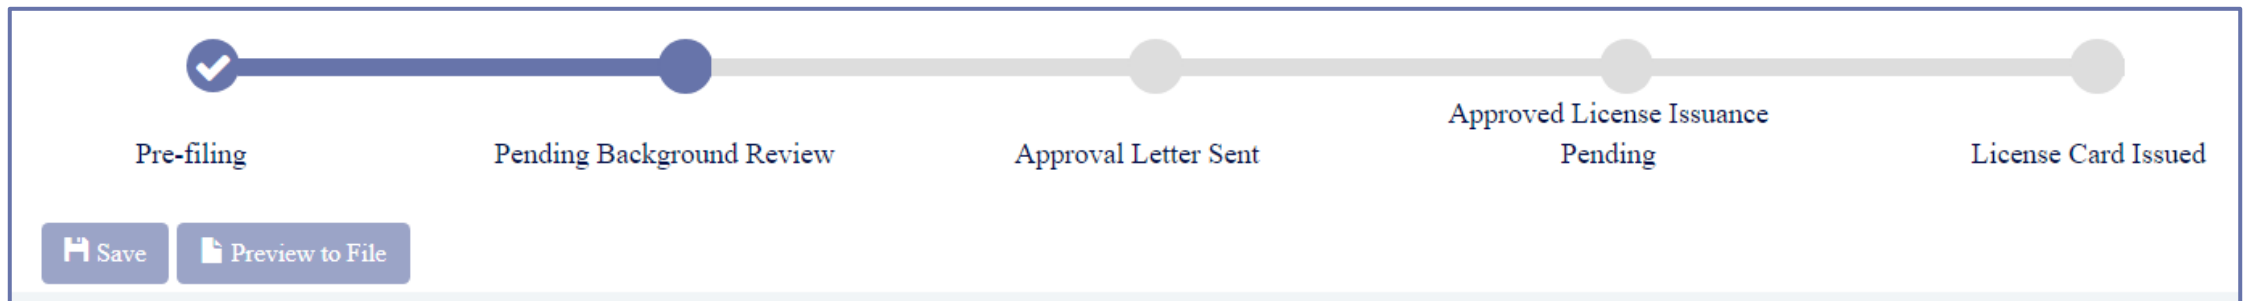 Pre-filing
Pending Background Review
Approval Letter Sent
Approved License Issuance
Pending
License Card Issued
Save
Preview to File